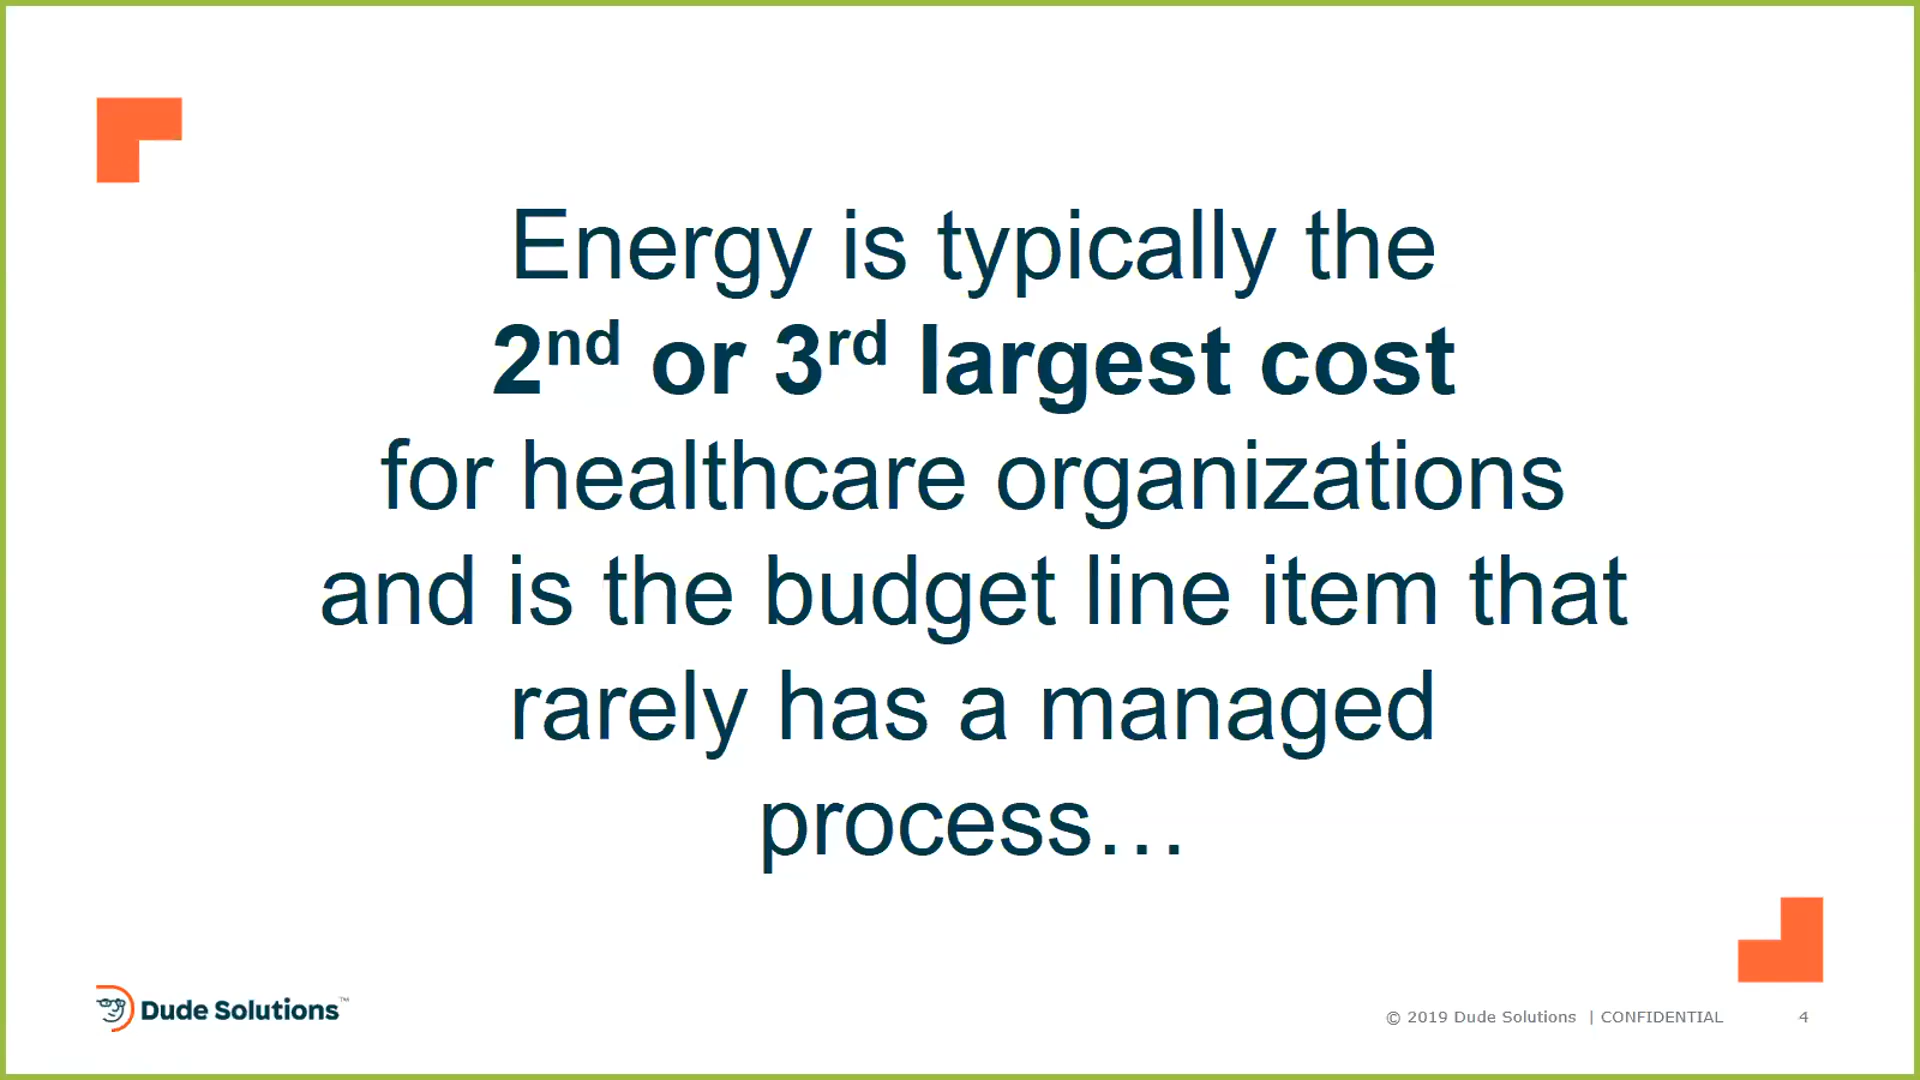 Energy is typically the
2nd or 3rd largest cost
for healthcare organizations
and is the budget line item that
rarely has a managed
process…
Dude Solutions™
© 2019 Dude Solutions | CONFIDENTIAL 4